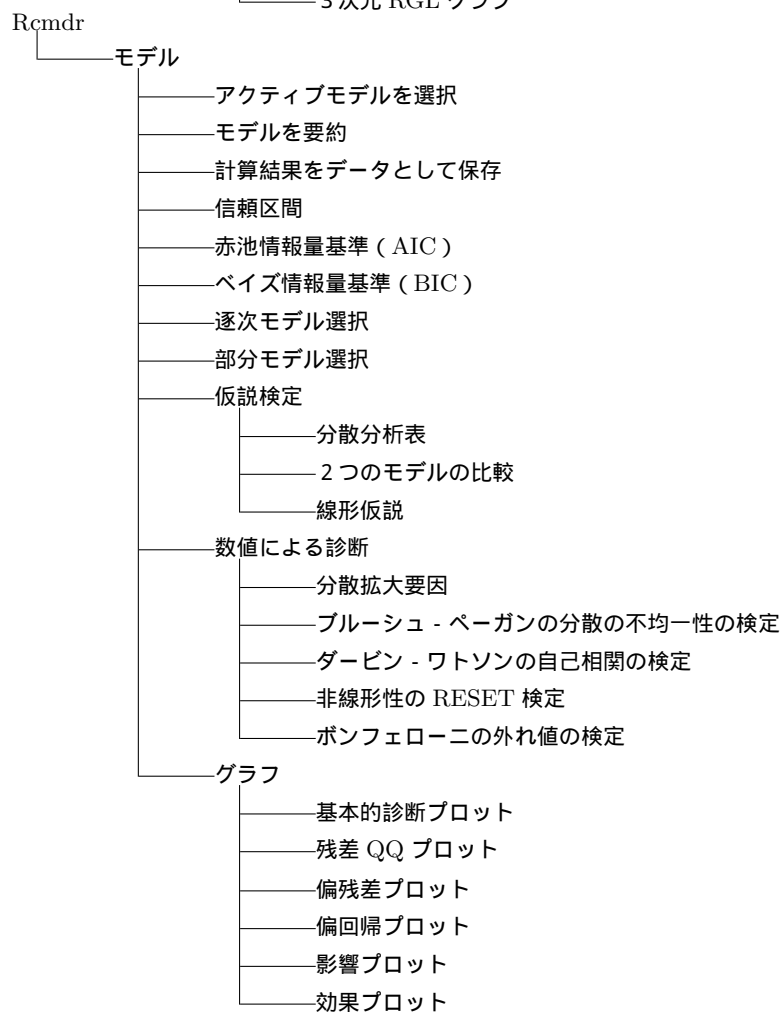 3次元 RGL グラフ
Rcmdr
モデル
アクティブモデルを選択
モデルを要約
計算結果をデータとして保存
信頼区間
赤池情報量基準（AIC）
ベイズ情報量基準（BIC）
逐次モデル選択
部分モデル選択
仮説検定
分散分析表
2つのモデルの比較
線形仮説
数値による診断
分散拡大要因
ブルーシュ - ペーガンの分散の不均一性の検定
ダービン - ワトソンの自己相関の検定
非線形性の RESET 検定
ボンフェローニの外れ値の検定
グラフ
基本的診断プロット
残差 QQ プロット
偏残差プロット
偏回帰プロット
影響プロット
効果プロット